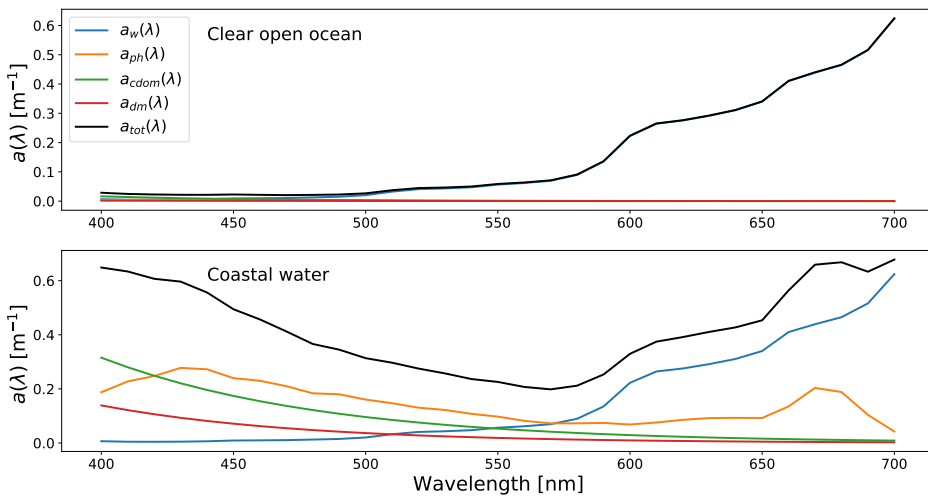 Clear open ocean
a_w(λ)
a_ph(λ)
a_cdom(λ)
a_dm(λ)
a_tot(λ)
a(λ) [m⁻¹]
0.6
0.5
0.4
0.3
0.2
0.1
0.0
400 450 500 550 600 650 700
Coastal water
a(λ) [m⁻¹]
0.6
0.4
0.2
0.0
400 450 500 550 600 650 700
Wavelength [nm]